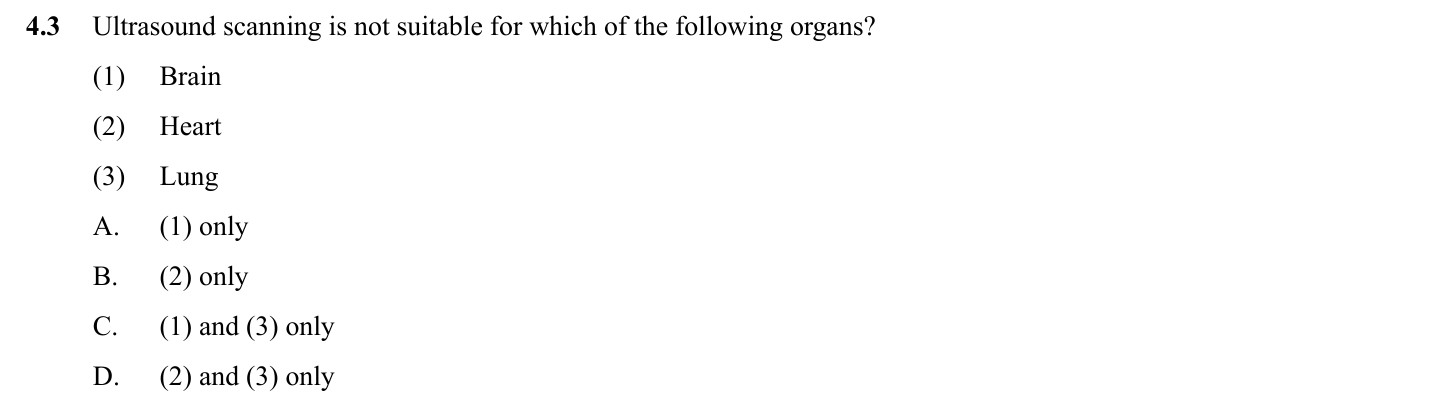 4.3 Ultrasound scanning is not suitable for which of the following organs?
(1) Brain
(2) Heart
(3) Lung
A. (1) only
B. (2) only
C. (1) and (3) only
D. (2) and (3) only